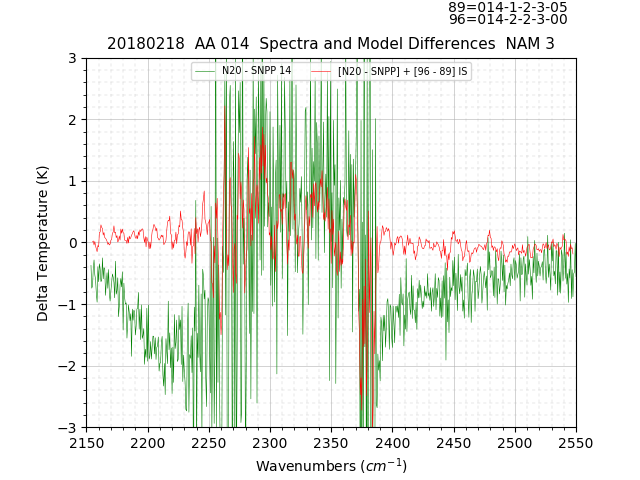 89=014-1-2-3-05
96=014-2-2-3-00
20180218 AA 014 Spectra and Model Differences NAM 3
N20 - SNPP 14 [N20 - SNPP] + [96 - 89] IS
3
2
1
0
−1
−2
−3
Delta Temperature (K)
2150 2200 2250 2300 2350 2400 2450 2500 2550
Wavenumbers (cm⁻¹)